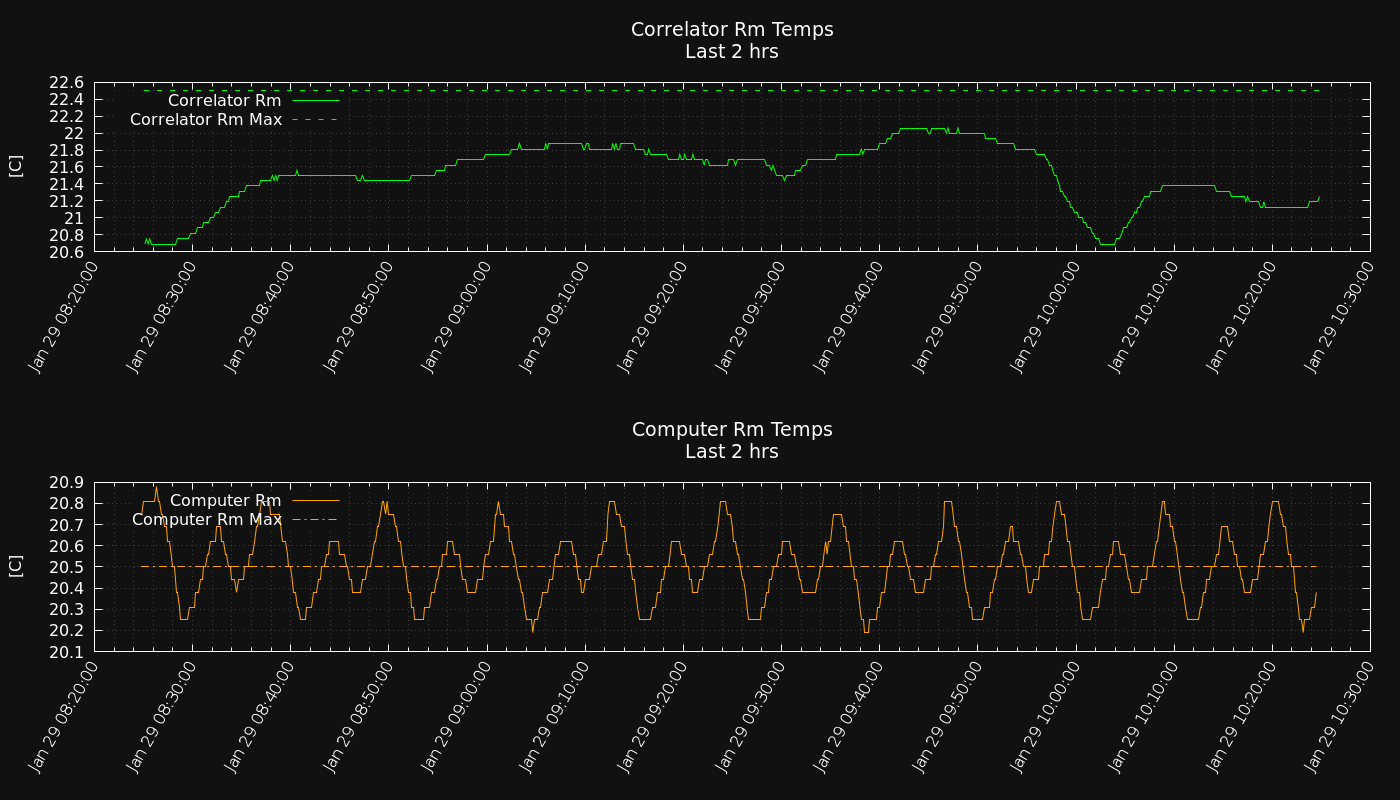 Correlator Rm Temps
Last 2 hrs
22.6
22.4
22.2
22
21.8
21.6
21.4
21.2
21
20.8
20.6
[C]
Correlator Rm
Correlator Rm Max
Jan 29 08:20:00
Jan 29 08:30:00
Jan 29 08:40:00
Jan 29 08:50:00
Jan 29 09:00:00
Jan 29 09:10:00
Jan 29 09:20:00
Jan 29 09:30:00
Jan 29 09:40:00
Jan 29 09:50:00
Jan 29 10:00:00
Jan 29 10:10:00
Jan 29 10:20:00
Jan 29 10:30:00
Computer Rm Temps
Last 2 hrs
20.9
20.8
20.7
20.6
20.5
20.4
20.3
20.2
20.1
[C]
Computer Rm
Computer Rm Max
Jan 29 08:20:00
Jan 29 08:30:00
Jan 29 08:40:00
Jan 29 08:50:00
Jan 29 09:00:00
Jan 29 09:10:00
Jan 29 09:20:00
Jan 29 09:30:00
Jan 29 09:40:00
Jan 29 09:50:00
Jan 29 10:00:00
Jan 29 10:10:00
Jan 29 10:20:00
Jan 29 10:30:00